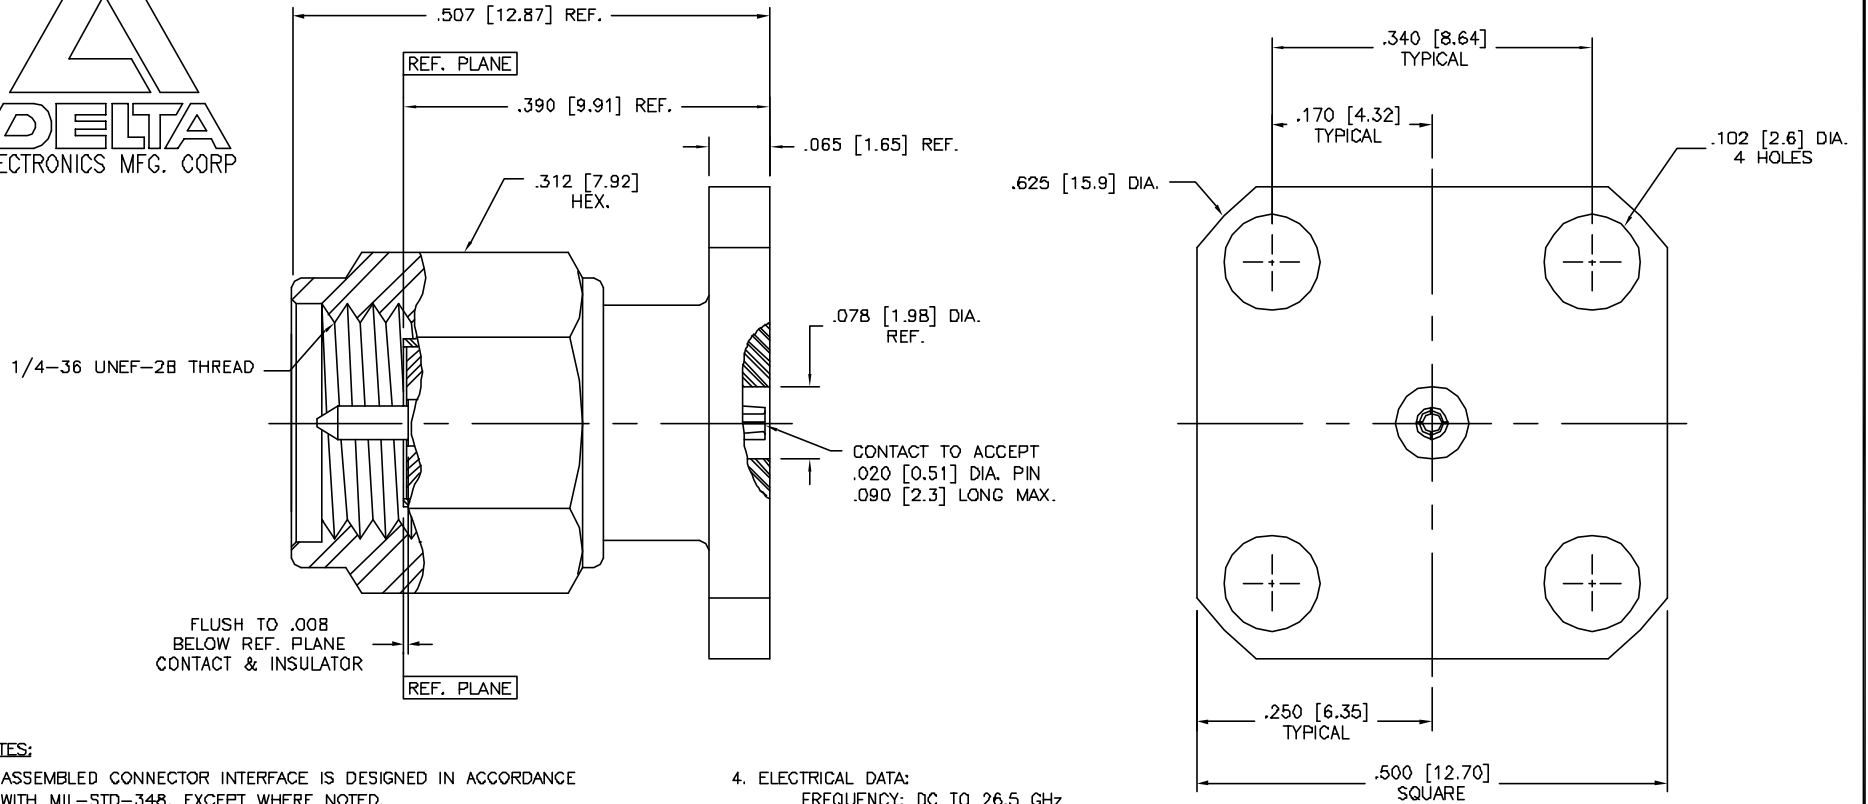 DELTA
ECTRONICS MFG. CORP
.507 [12.87] REF.
REF. PLANE
.390 [9.91] REF.
.065 [1.65] REF.
.312 [7.92]
HEX.
1/4-36 UNEF-2B THREAD
.078 [1.98] DIA.
REF.
CONTACT TO ACCEPT
.020 [0.51] DIA. PIN
.090 [2.3] LONG MAX.
FLUSH TO .008
BELOW REF. PLANE
CONTACT & INSULATOR
REF. PLANE
.340 [8.64]
TYPICAL
.170 [4.32]
TYPICAL
.102 [2.6] DIA.
4 HOLES
.625 [15.9] DIA.
.250 [6.35]
TYPICAL
.500 [12.70]
SQUARE
TES:
ASSEMBLED CONNECTOR INTERFACE IS DESIGNED IN ACCORDANCE
WITH MIL-STD-348, EXCEPT WHERE NOTED.
4. ELECTRICAL DATA:
FREQUENCY: DC TO 26.5 GHz